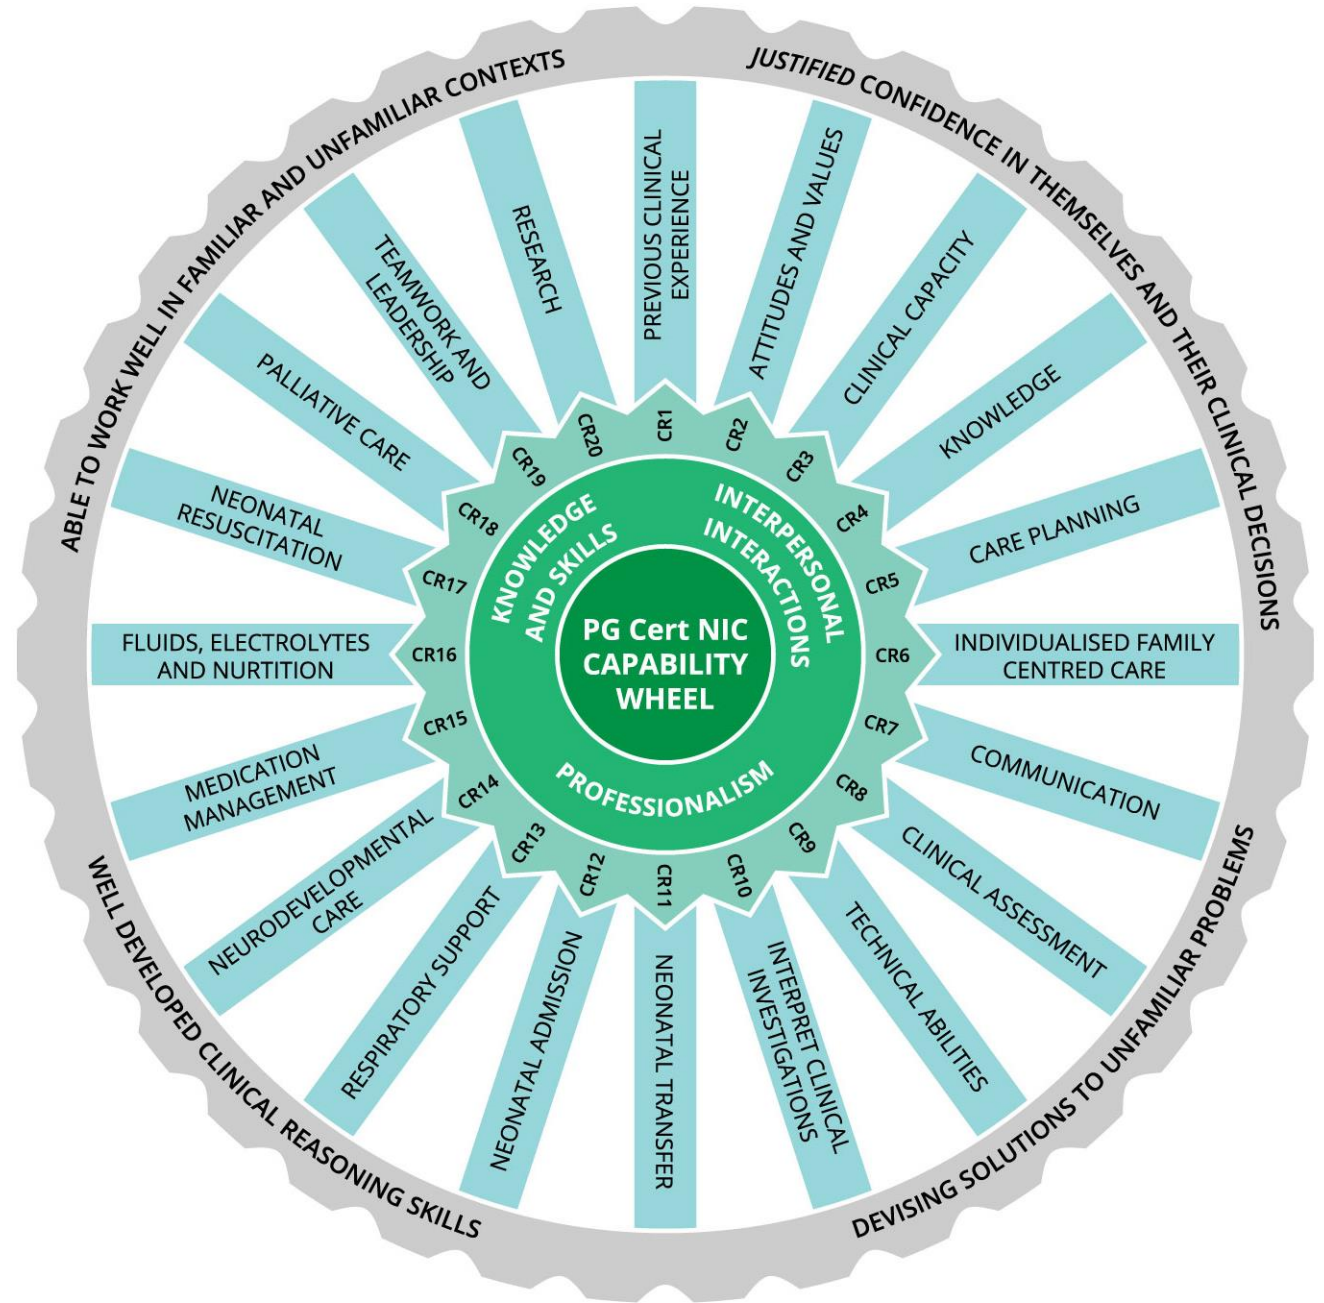 ABLE TO WORK WELL IN FAMILIAR AND UNFAMILIAR CONTEXTS
JUSTIFIED CONFIDENCE IN THEMSELVES AND THEIR CLINICAL DECISIONS
DEVISING SOLUTIONS TO UNFAMILIAR PROBLEMS
WELL DEVELOPED CLINICAL REASONING SKILLS
PREVIOUS CLINICAL
EXPERIENCE
CR1
ATTITUDES AND VALUES
CR2
CLINICAL CAPACITY
CR3
KNOWLEDGE
CR4
CARE PLANNING
CR5
INDIVIDUALISED FAMILY
CENTRED CARE
CR6
COMMUNICATION
CR7
CLINICAL ASSESSMENT
CR8
TECHNICAL ABILITIES
CR9
INTERPRET CLINICAL
INVESTIGATIONS
CR10
NEONATAL TRANSFER
CR11
NEONATAL ADMISSION
CR12
RESPIRATORY SUPPORT
CR13
NEURODEVELOPMENTAL
CARE
CR14
MEDICATION
MANAGEMENT
CR15
FLUIDS, ELECTROLYTES
AND NURTITION
CR16
NEONATAL
RESUSCITATION
CR17
PALLIATIVE CARE
CR18
TEAMWORK AND
LEADERSHIP
CR19
RESEARCH
CR20
KNOWLEDGE
AND SKILLS
INTERPERSONAL
INTERACTIONS
PROFESSIONALISM
PG Cert NIC
CAPABILITY
WHEEL